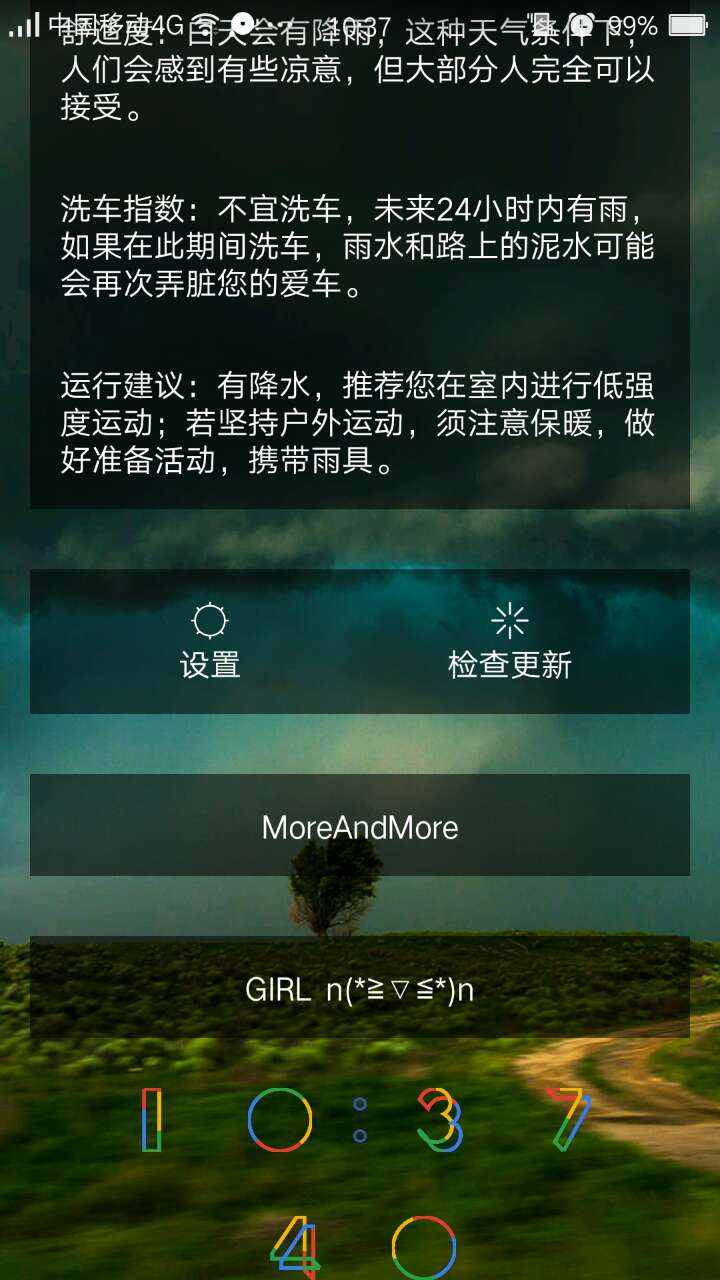 中国移动4G 10:37 99%
舒适度：白天会有降雨，这种天气条件下，
人们会感到有些凉意，但大部分人完全可以
接受。
洗车指数：不宜洗车，未来24小时内有雨，
如果在此期间洗车，雨水和路上的泥水可能
会再次弄脏您的爱车。
运行建议：有降水，推荐您在室内进行低强
度运动；若坚持户外运动，须注意保暖，做
好准备活动，携带雨具。
设置 检查更新
MoreAndMore
GIRL n(*≧▽≦*)n
10:37
40